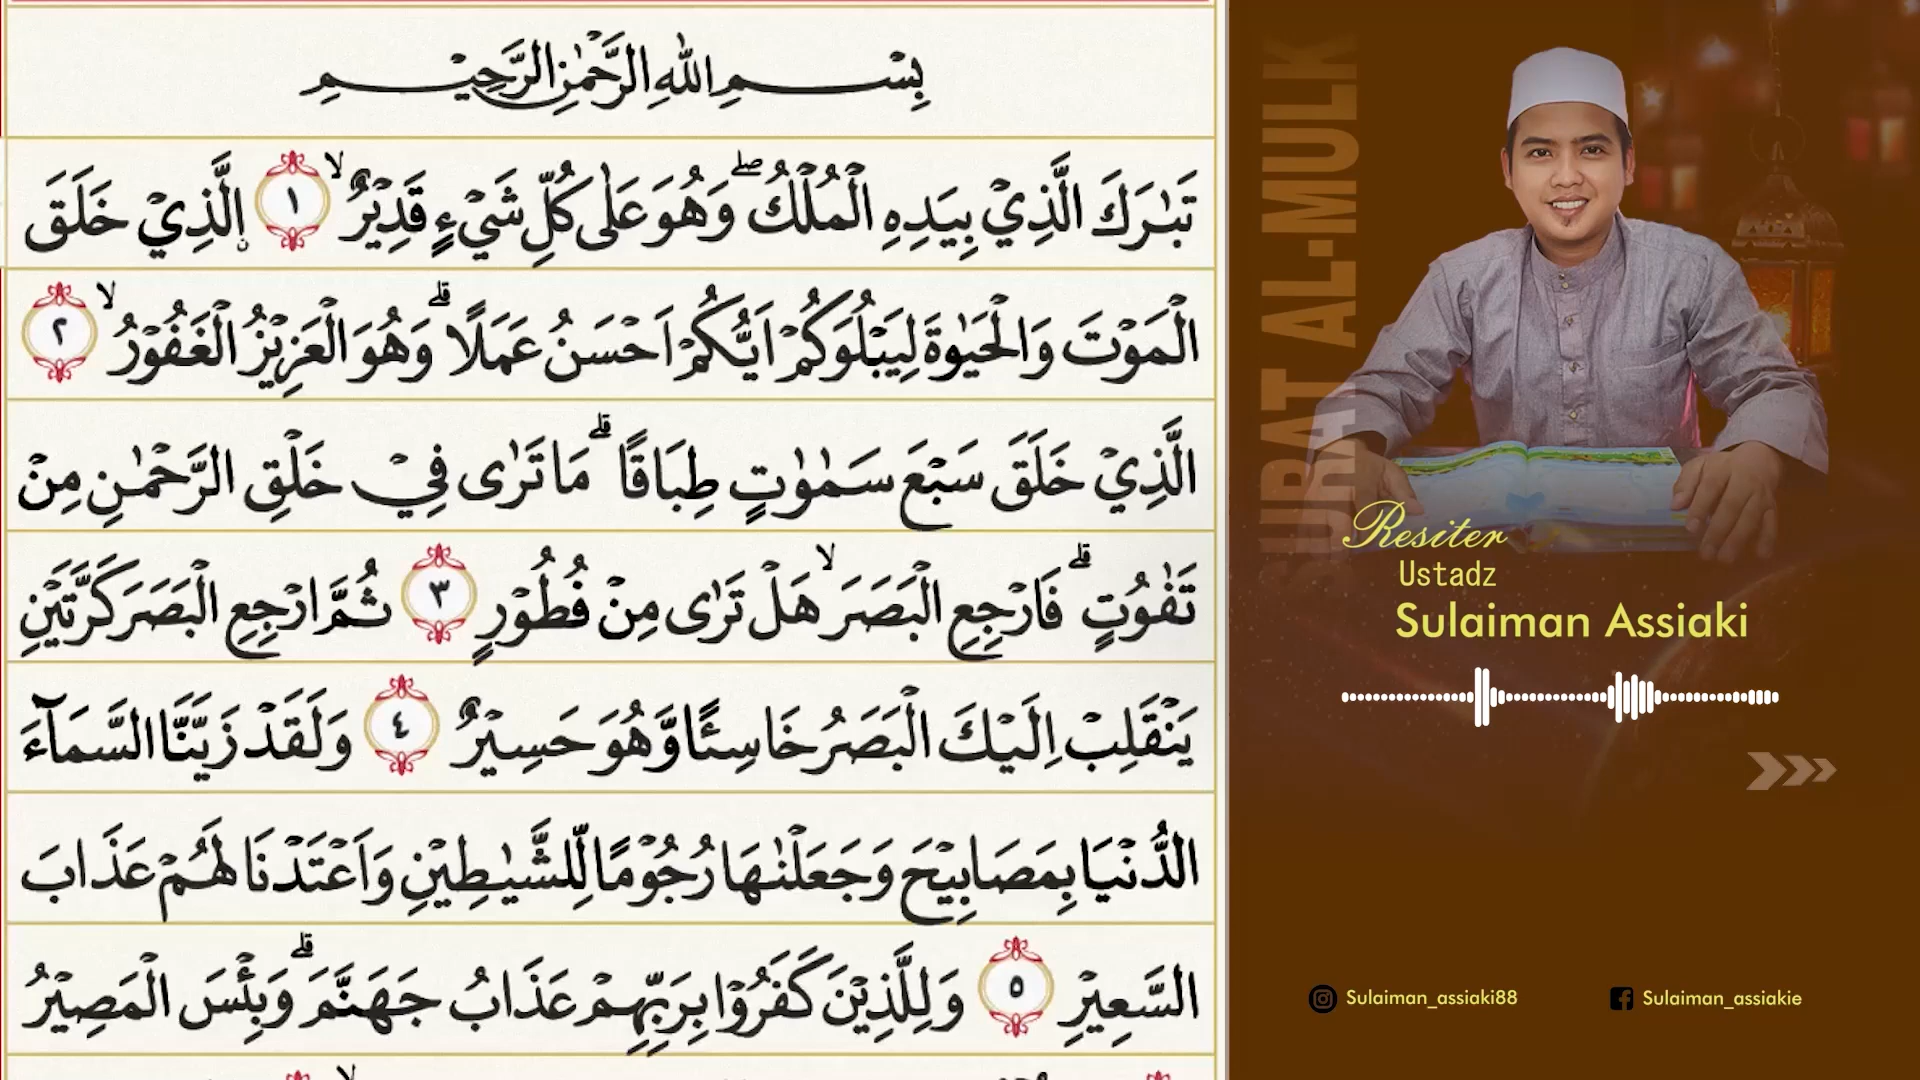 بِسْــــمِ اللّٰهِ الرَّحْمٰنِ الرَّحِيْـــمِ
تَبٰرَكَ الَّذِيْ بِيَدِهِ الْمُلْكُۖ وَهُوَ عَلٰى كُلِّ شَيْءٍ قَدِيْرٌۙ ١ ۨالَّذِيْ خَلَقَ
الْمَوْتَ وَالْحَيٰوةَ لِيَبْلُوَكُمْ اَيُّكُمْ اَحْسَنُ عَمَلًاۗ وَهُوَ الْعَزِيْزُ الْغَفُوْرُۙ ٢
الَّذِيْ خَلَقَ سَبْعَ سَمٰوٰتٍ طِبَاقًاۗ مَا تَرٰى فِيْ خَلْقِ الرَّحْمٰنِ مِنْ
تَفٰوُتٍۗ فَارْجِعِ الْبَصَرَۙ هَلْ تَرٰى مِنْ فُطُوْرٍ ٣ ثُمَّ ارْجِعِ الْبَصَرَ كَرَّتَيْنِ
يَنْقَلِبْ اِلَيْكَ الْبَصَرُ خَاسِئًا وَّهُوَ حَسِيْرٌ ٤ وَلَقَدْ زَيَّنَّا السَّمَاۤءَ
الدُّنْيَا بِمَصَابِيْحَ وَجَعَلْنٰهَا رُجُوْمًا لِّلشَّيٰطِيْنِ وَاَعْتَدْنَا لَهُمْ عَذَابَ
السَّعِيْرِ ٥ وَلِلَّذِيْنَ كَفَرُوْا بِرَبِّهِمْ عَذَابُ جَهَنَّمَۗ وَبِئْسَ الْمَصِيْرُ
SURAT AL-MULK
Resiter
Ustadz
Sulaiman Assiaki
Sulaiman_assiaki88
Sulaiman_assiakie